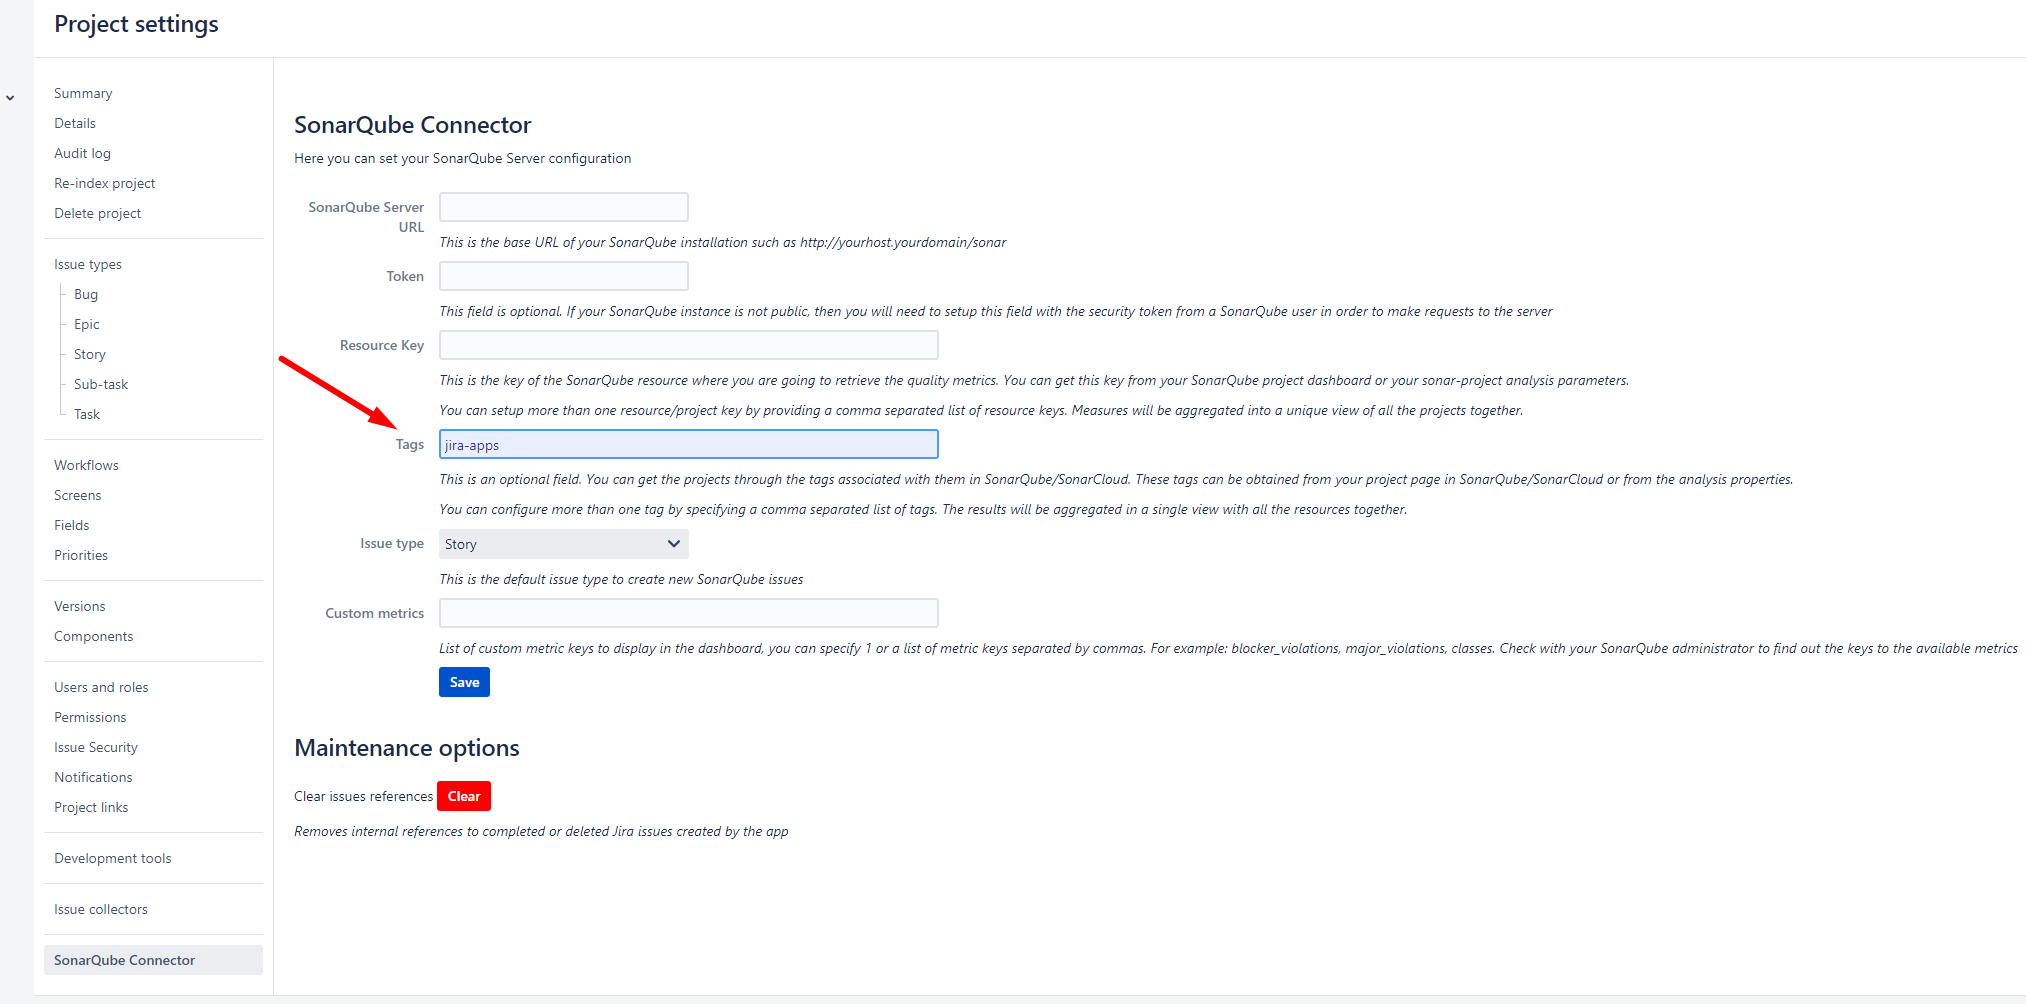 Project settings
Summary
Details
Audit log
Re-index project
Delete project
Issue types
Bug
Epic
Story
Sub-task
Task
Workflows
Screens
Fields
Priorities
Versions
Components
Users and roles
Permissions
Issue Security
Notifications
Project links
Development tools
Issue collectors
SonarQube Connector
SonarQube Connector
Here you can set your SonarQube Server configuration
SonarQube Server
URL
This is the base URL of your SonarQube installation such as http://yourhost.yourdomain/sonar
Token
This field is optional. If your SonarQube instance is not public, then you will need to setup this field with the security token from a SonarQube user in order to make requests to the server
Resource Key
This is the key of the SonarQube resource where you are going to retrieve the quality metrics. You can get this key from your SonarQube project dashboard or your sonar-project analysis parameters.
You can setup more than one resource/project key by providing a comma separated list of resource keys. Measures will be aggregated into a unique view of all the projects together.
Tags
jira-apps
This is an optional field. You can get the projects through the tags associated with them in SonarQube/SonarCloud. These tags can be obtained from your project page in SonarQube/SonarCloud or from the analysis properties.
You can configure more than one tag by specifying a comma separated list of tags. The results will be aggregated in a single view with all the resources together.
Issue type
Story
This is the default issue type to create new SonarQube issues
Custom metrics
List of custom metric keys to display in the dashboard, you can specify 1 or a list of metric keys separated by commas. For example: blocker_violations, major_violations, classes. Check with your SonarQube administrator to find out the keys to the available metrics
Save
Maintenance options
Clear issues references Clear
Removes internal references to completed or deleted Jira issues created by the app